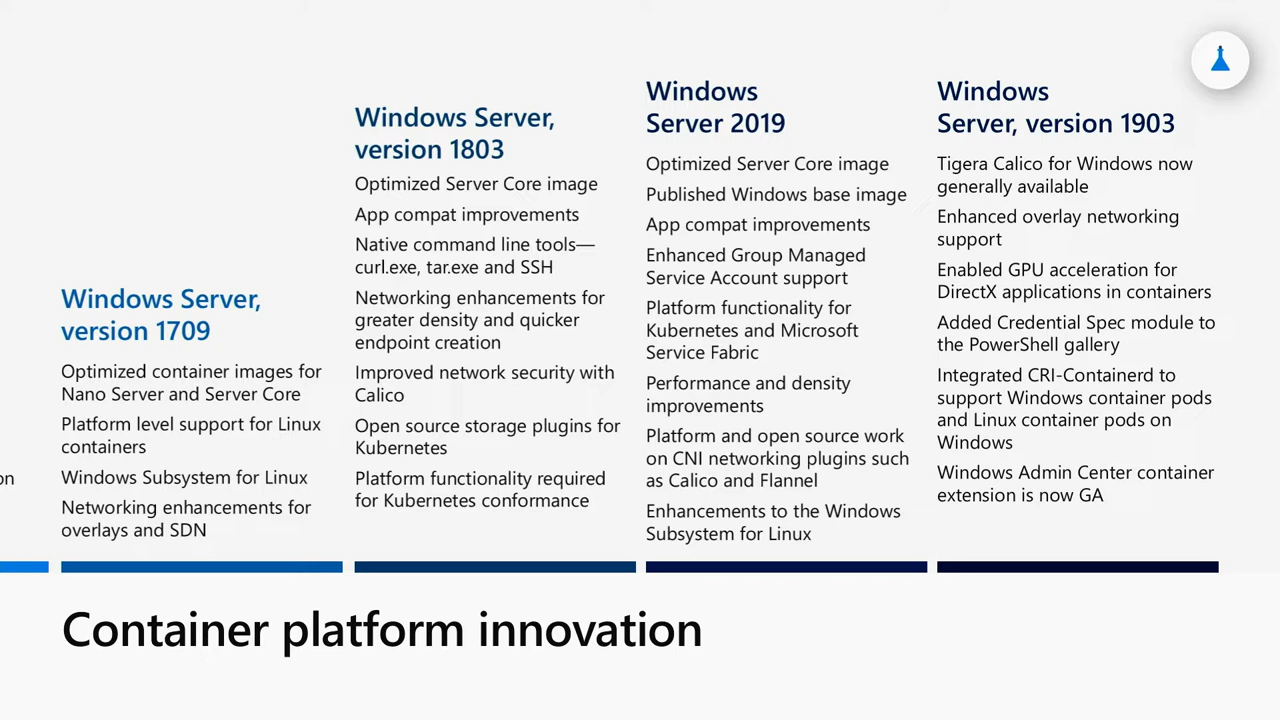 Windows Server,
version 1709
Optimized container images for
Nano Server and Server Core
Platform level support for Linux
containers
Windows Subsystem for Linux
Networking enhancements for
overlays and SDN
Windows Server,
version 1803
Optimized Server Core image
App compat improvements
Native command line tools—
curl.exe, tar.exe and SSH
Networking enhancements for
greater density and quicker
endpoint creation
Improved network security with
Calico
Open source storage plugins for
Kubernetes
Platform functionality required
for Kubernetes conformance
Windows
Server 2019
Optimized Server Core image
Published Windows base image
App compat improvements
Enhanced Group Managed
Service Account support
Platform functionality for
Kubernetes and Microsoft
Service Fabric
Performance and density
improvements
Platform and open source work
on CNI networking plugins such
as Calico and Flannel
Enhancements to the Windows
Subsystem for Linux
Windows
Server, version 1903
Tigera Calico for Windows now
generally available
Enhanced overlay networking
support
Enabled GPU acceleration for
DirectX applications in containers
Added Credential Spec module to
the PowerShell gallery
Integrated CRI-Containerd to
support Windows container pods
and Linux container pods on
Windows
Windows Admin Center container
extension is now GA
Container platform innovation